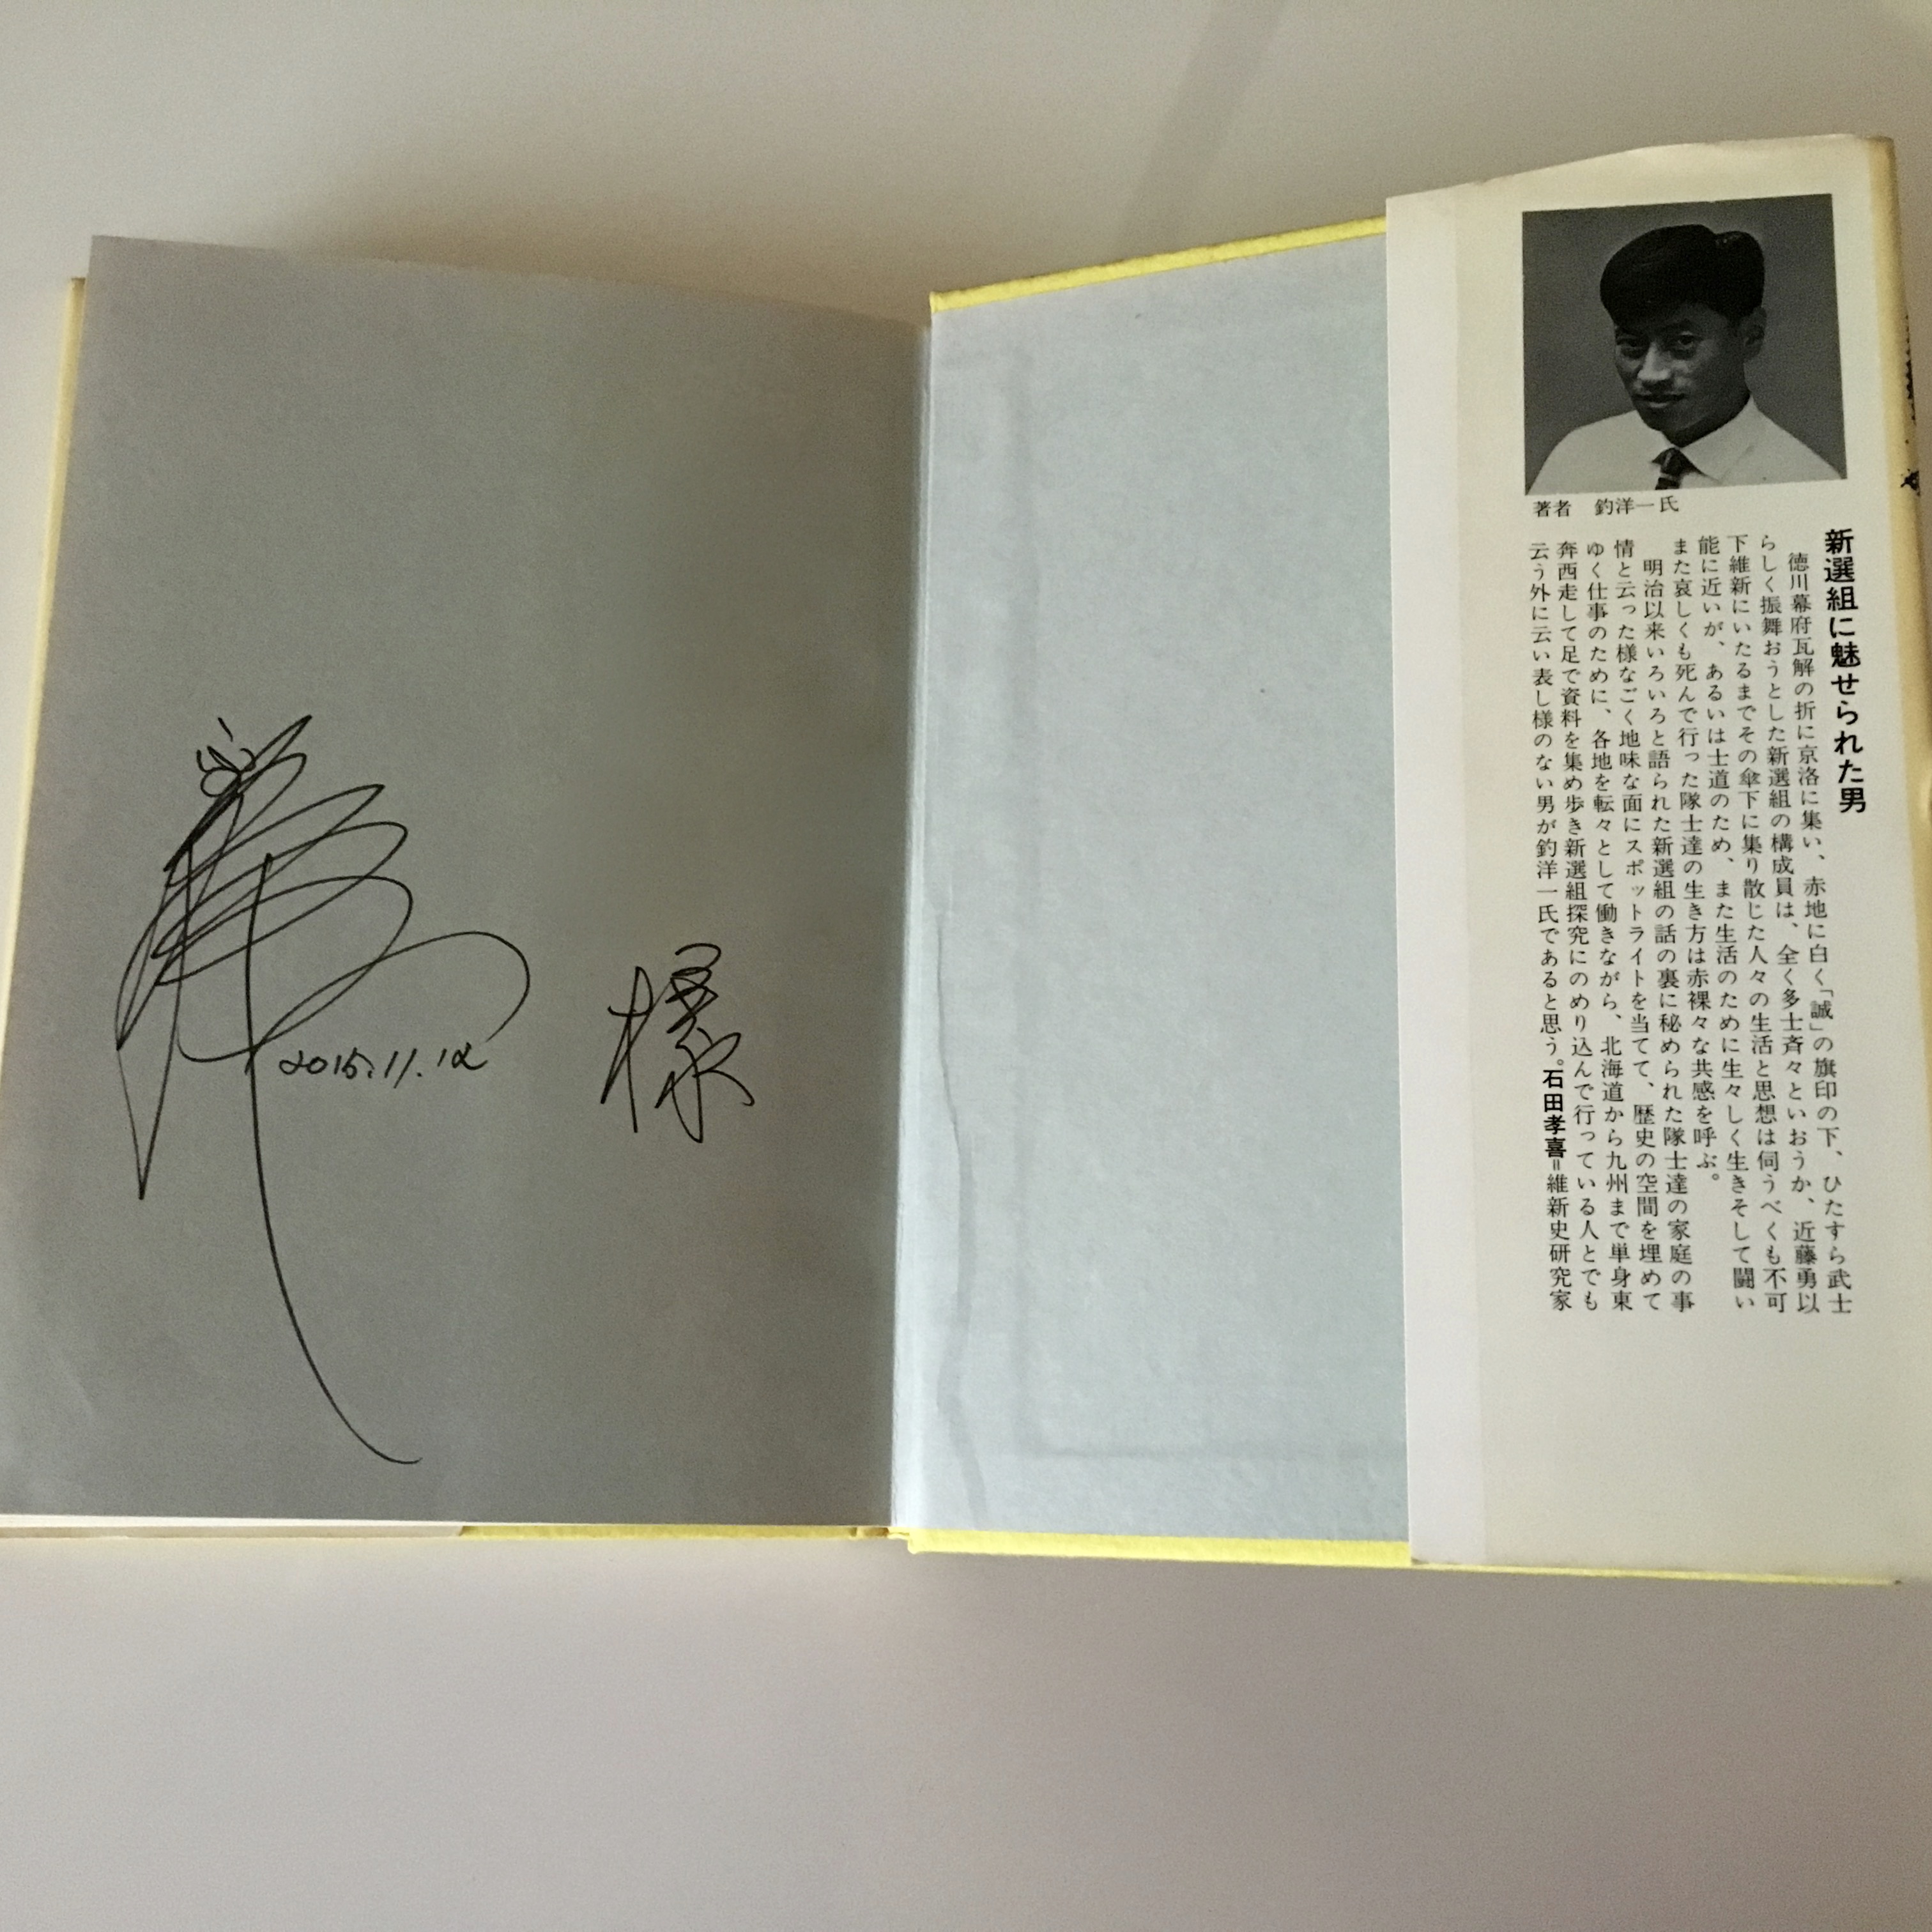 著者　釣洋一氏
新選組に魅せられた男
徳川幕府瓦解の折に京洛に集い、赤地に白く「誠」の旗印の下、ひたすら武士
らしく振舞おうとした新選組の構成員は、全く多士斉々といおうか、近藤勇以
下維新にいたるまでその傘下に集り散じた人々の生活と思想は伺うべくも不可
能に近いが、あるいは士道のため、また生活のために生々しく生きそして闘い
また哀しくも死んで行った隊士達の生き方は赤裸々な共感を呼ぶ。
明治以来いろいろと語られた新選組の話の裏に秘められた隊士達の家庭の事
情と云った様なごく地味な面にスポットライトを当てて、歴史の空間を埋めて
ゆく仕事のために、各地を転々として働きながら、北海道から九州まで単身東
奔西走して足で資料を集め歩き新選組探究にのめり込んで行っている人とでも
云う外に云い表し様のない男が釣洋一氏であると思う。石田孝喜=維新史研究家
様
2015.11.12